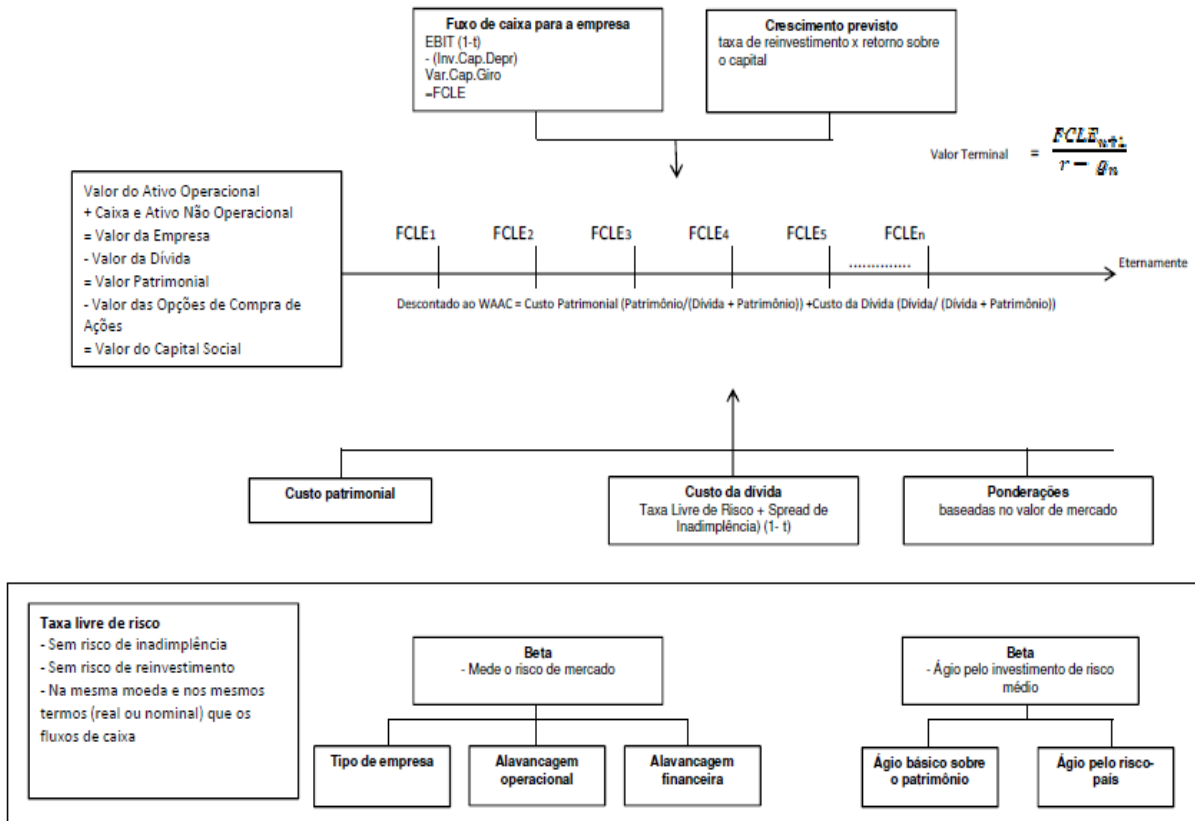 Fuxo de caixa para a empresa
EBIT (1-t)
- (Inv.Cap.Depr)
Var.Cap.Giro
=FCLE
Crescimento previsto
taxa de reinvestimento x retorno sobre
o capital
Valor Terminal = FCLEn+1 / r - gn
Valor do Ativo Operacional
+ Caixa e Ativo Não Operacional
= Valor da Empresa
- Valor da Dívida
= Valor Patrimonial
- Valor das Opções de Compra de
Ações
= Valor do Capital Social
FCLE1 FCLE2 FCLE3 FCLE4 FCLE5 FCLEn
..............
Eternamente
Descontado ao WAAC = Custo Patrimonial (Patrimônio/(Dívida + Patrimônio)) +Custo da Dívida (Dívida/ (Dívida + Patrimônio))
Custo patrimonial
Custo da dívida
Taxa Livre de Risco + Spread de
Inadimplência) (1- t)
Ponderações
baseadas no valor de mercado
Taxa livre de risco
- Sem risco de inadimplência
- Sem risco de reinvestimento
- Na mesma moeda e nos mesmos
termos (real ou nominal) que os
fluxos de caixa
Beta
- Mede o risco de mercado
Tipo de empresa
Alavancagem
operacional
Alavancagem
financeira
Beta
- Ágio pelo investimento de risco
médio
Ágio básico sobre
o patrimônio
Ágio pelo risco-
país